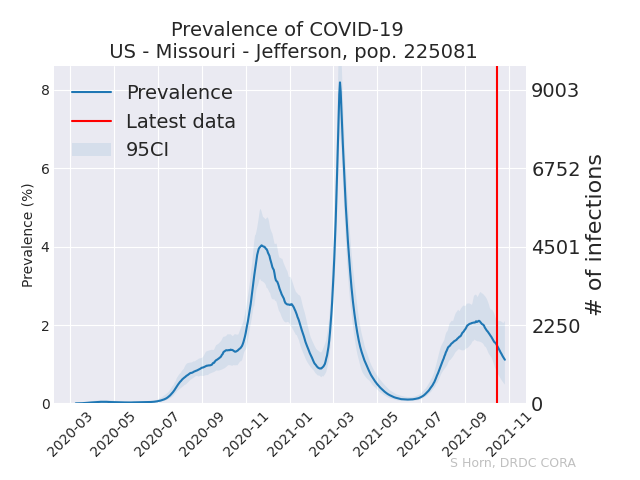 Prevalence of COVID-19
US - Missouri - Jefferson, pop. 225081
Prevalence
Latest data
95CI
Prevalence (%)
8
6
4
2
0
9003
6752
4501
2250
0
# of infections
2020-03
2020-05
2020-07
2020-09
2020-11
2021-01
2021-03
2021-05
2021-07
2021-09
2021-11
S Horn, DRDC CORA